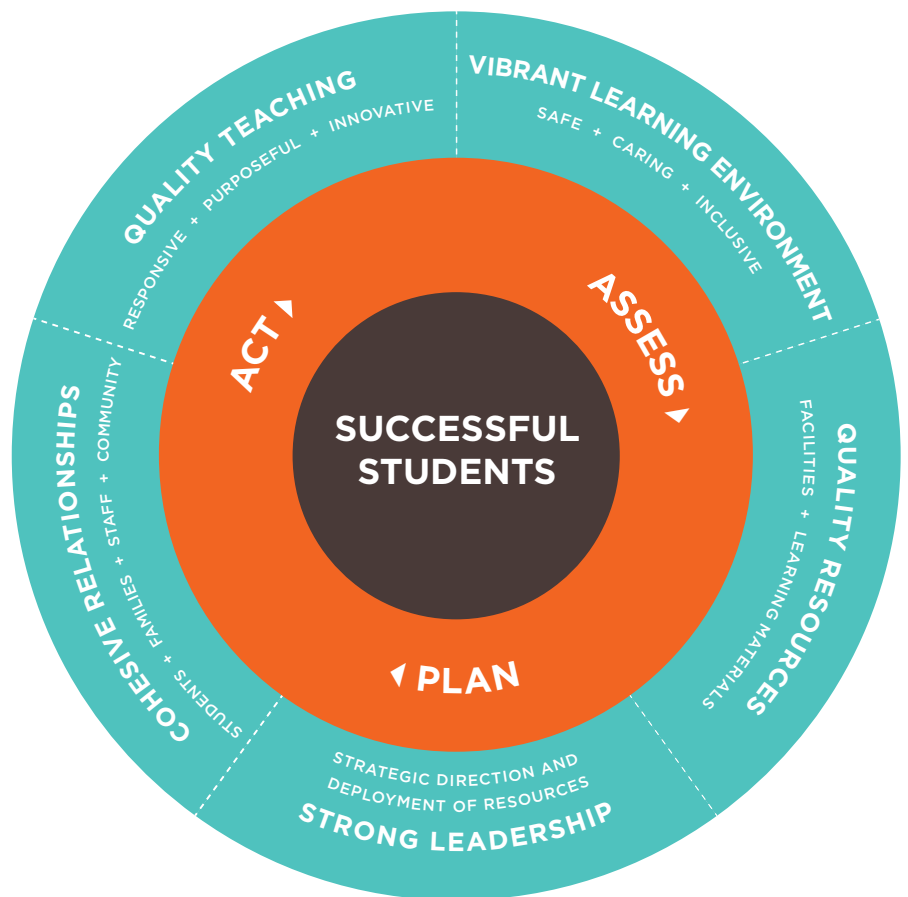 QUALITY TEACHING
RESPONSIVE + PURPOSEFUL + INNOVATIVE
VIBRANT LEARNING ENVIRONMENT
SAFE + CARING + INCLUSIVE
QUALITY RESOURCES
FACILITIES + LEARNING MATERIALS
STRATEGIC DIRECTION AND
DEPLOYMENT OF RESOURCES
STRONG LEADERSHIP
COHESIVE RELATIONSHIPS
STUDENTS + FAMILIES + STAFF + COMMUNITY
ACT
ASSESS
PLAN
SUCCESSFUL
STUDENTS